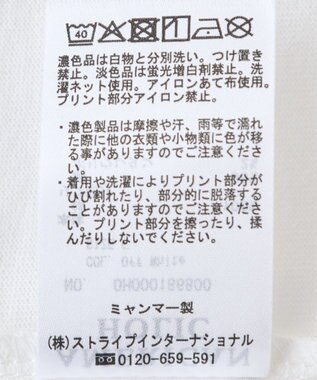 40
濃色品は白物と分別洗い。つけ置き
禁止。淡色品は蛍光増白剤禁止。洗
濯ネット使用。アイロンあて布使用。
プリント部分アイロン禁止。
・濃色製品は摩擦や汗、雨等で濡れ
た際に他の衣類や小物類に色が移
る事がありますのでご注意くださ
い。
・着用や洗濯によりプリント部分が
ひび割れたり、部分的に脱落する
ことがありますのでご注意くださ
い。プリント部分を擦ったり、揉
んだりしないでください。
ミャンマー製
(株)ストライプインターナショナル
0120-659-591